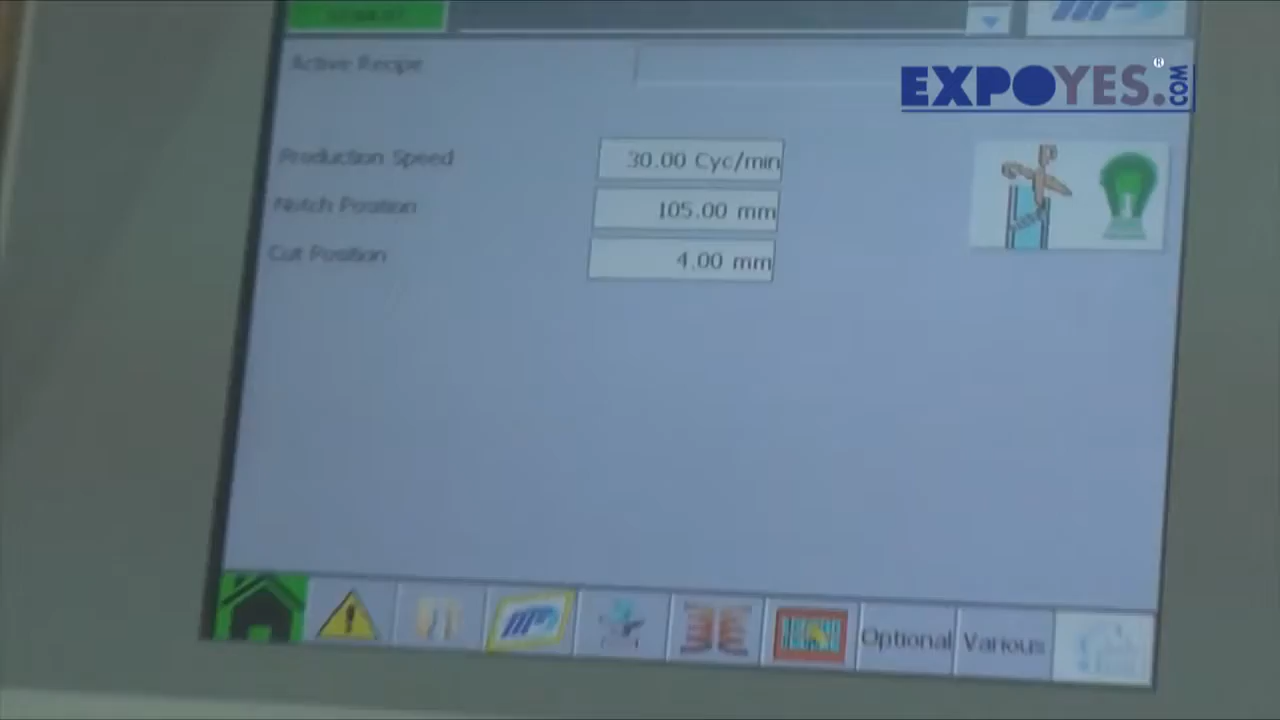 EXPOYES.COM®
Active Recipe
Production Speed 30.00 Cyc/min
Notch Position 105.00 mm
Cut Position 4.00 mm
Optional Various